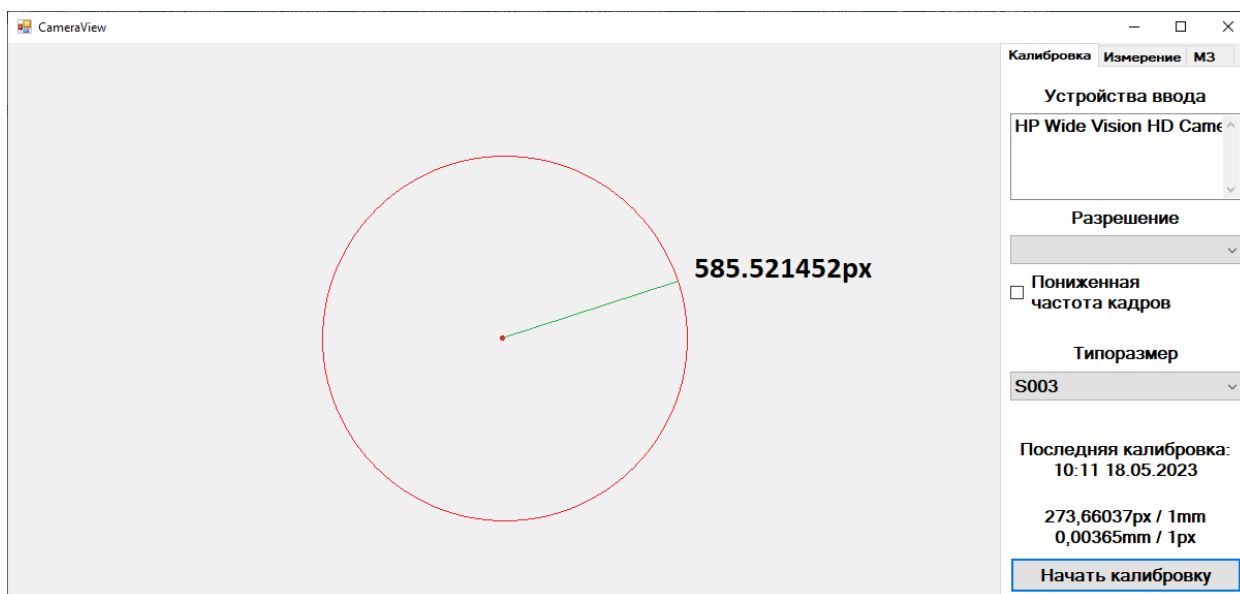 CameraView
Калибровка Измерение МЗ
Устройства ввода
HP Wide Vision HD Came
Разрешение
Пониженная
частота кадров
Типоразмер
S003
585.521452px
Последняя калибровка:
10:11 18.05.2023
273,66037px / 1mm
0,00365mm / 1px
Начать калибровку